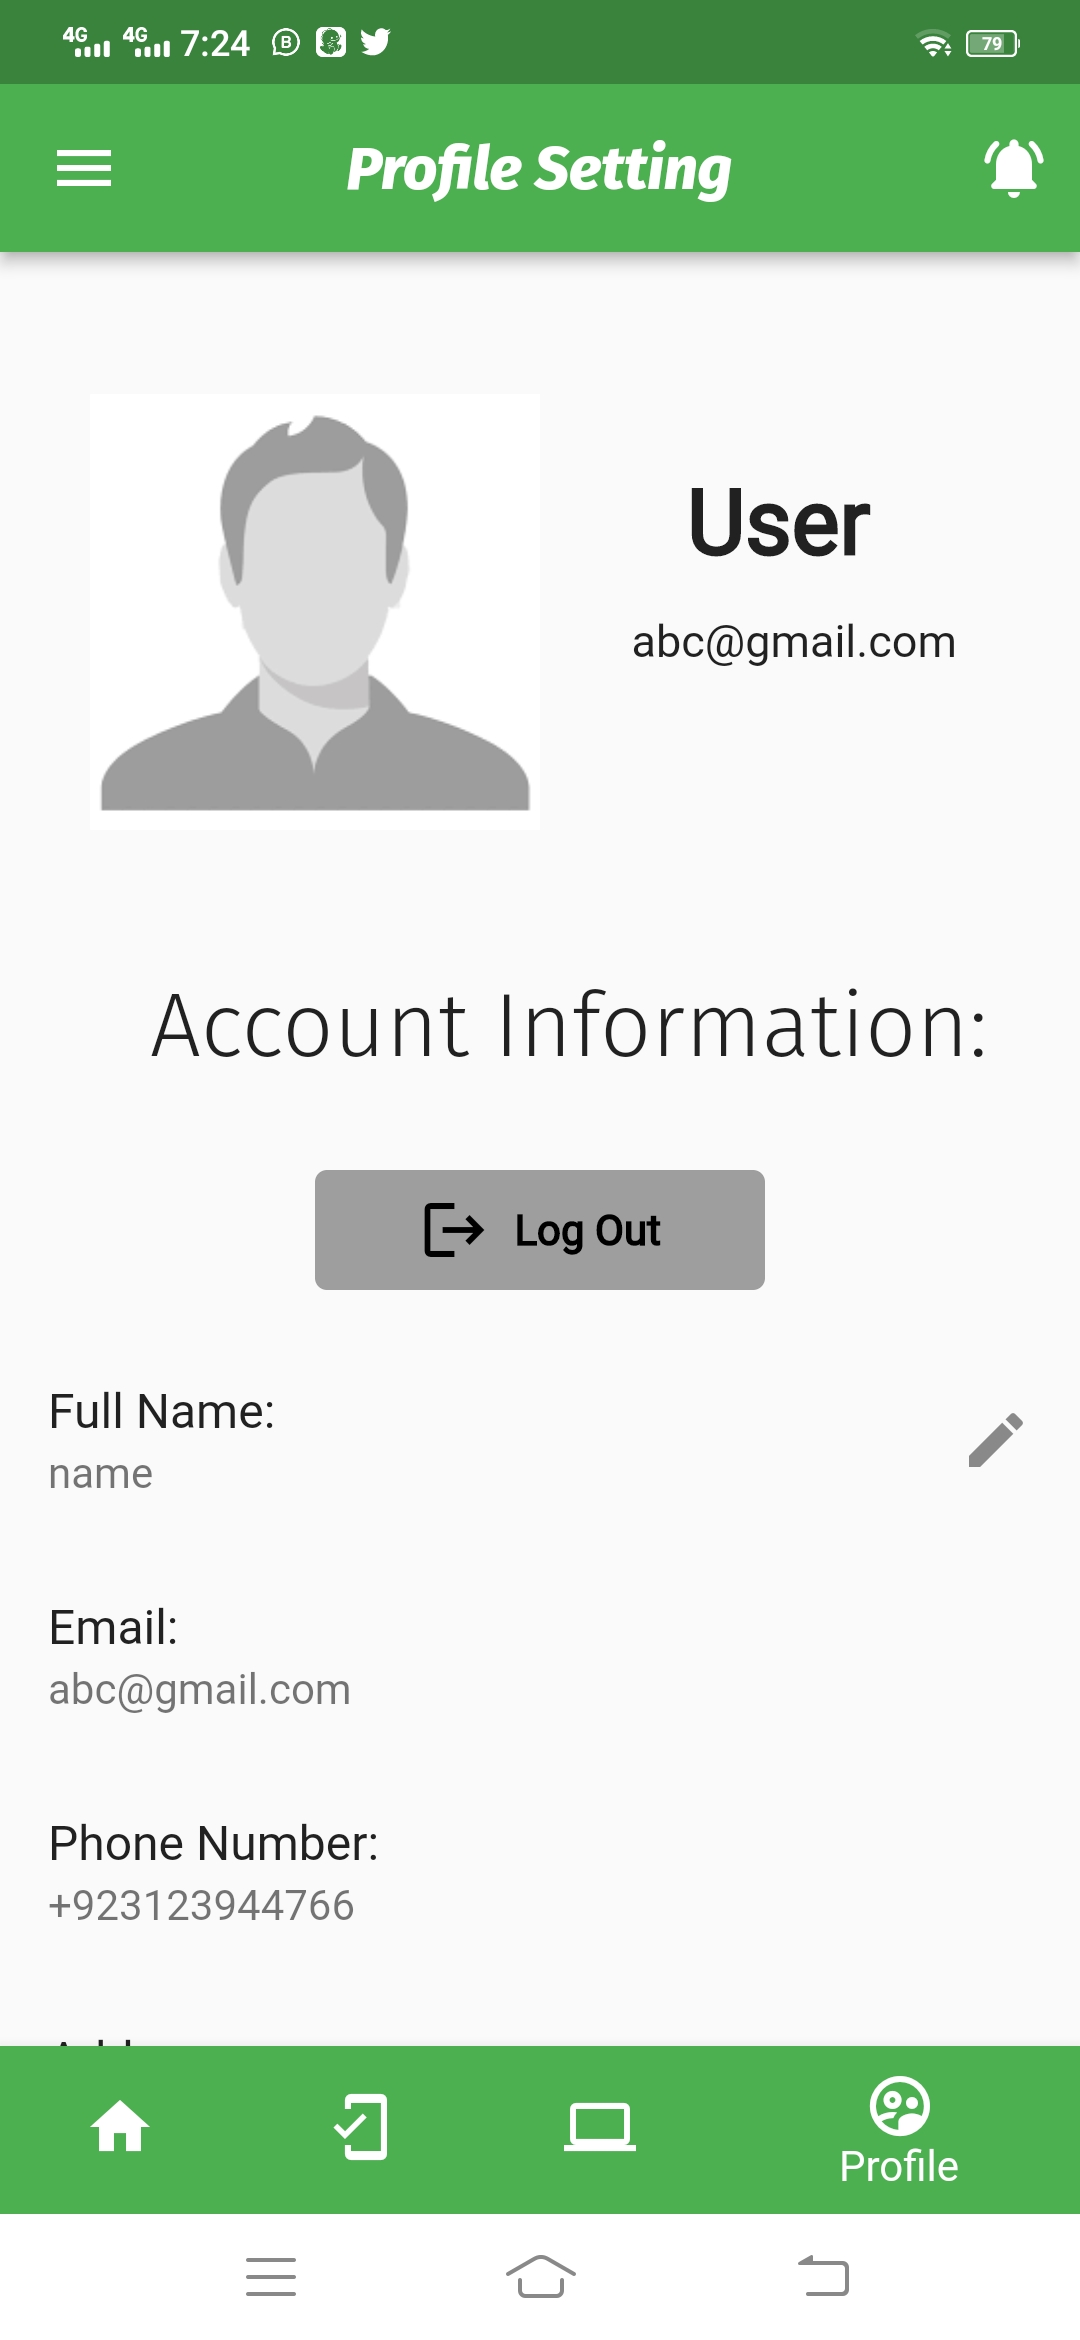 4G 4G 7:24 B 79
Profile Setting
User
abc@gmail.com
Account Information:
Log Out
Full Name:
name
Email:
abc@gmail.com
Phone Number:
+923123944766
Profile